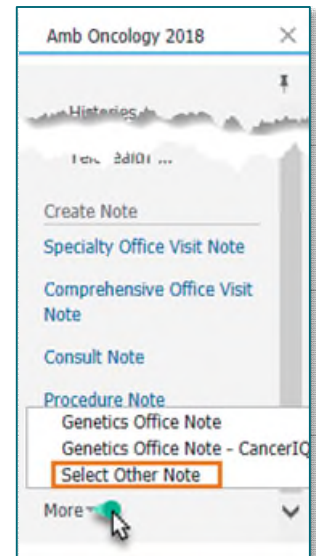 Amb Oncology 2018
Histories
Create Note
Specialty Office Visit Note
Comprehensive Office Visit
Note
Consult Note
Procedure Note
Genetics Office Note
Genetics Office Note - CancerIQ
Select Other Note
More